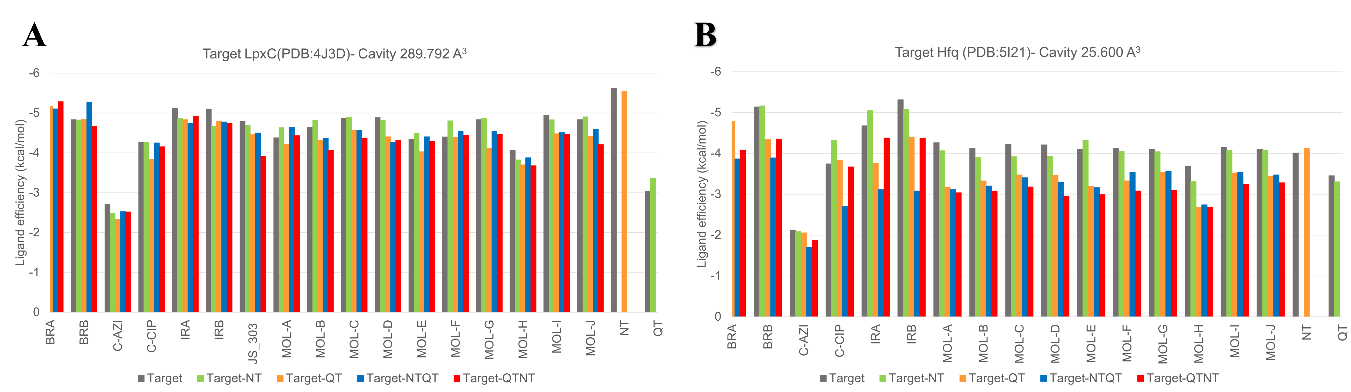 A
Target LpxC(PDB:4J3D)- Cavity 289.792 A³
Ligand efficiency (kcal/mol)
-6
-5
-4
-3
-2
-1
0
BRA
BRB
C-AZI
C-CIP
IRA
IRB
JS_303
MOL-A
MOL-B
MOL-C
MOL-D
MOL-E
MOL-F
MOL-G
MOL-H
MOL-I
MOL-J
NT
QT
Target Target-NT Target-QT Target-NTQT Target-QTNT
B
Target Hfq (PDB:5I21)- Cavity 25.600 A³
Ligand efficiency (kcal/mol)
-6
-5
-4
-3
-2
-1
0
BRA
BRB
C-AZI
C-CIP
IRA
IRB
MOL-A
MOL-B
MOL-C
MOL-D
MOL-E
MOL-F
MOL-G
MOL-H
MOL-I
MOL-J
NT
QT
Target Target-NT Target-QT Target-NTQT Target-QTNT